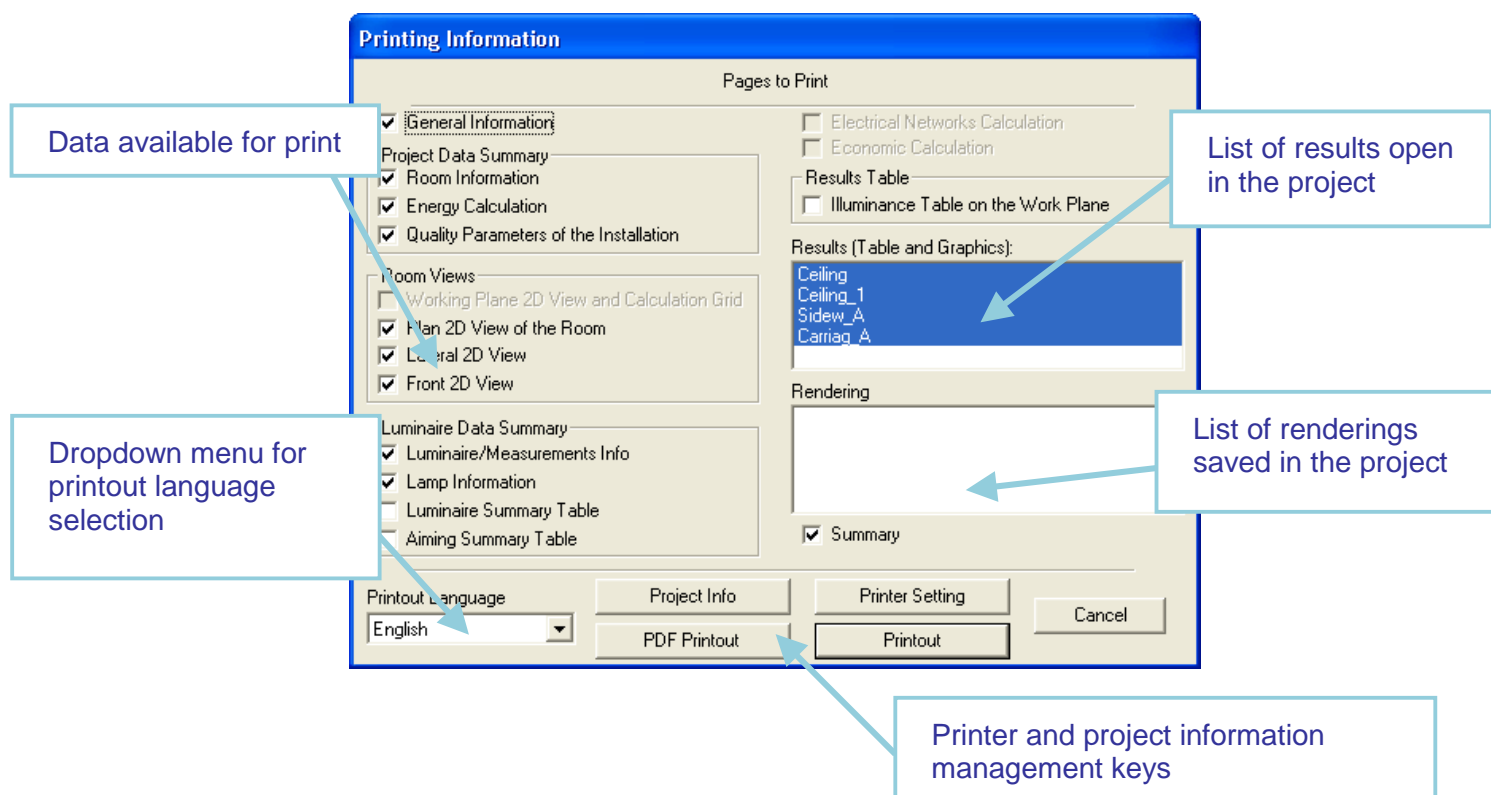 Printing Information
Pages to Print
General Information
Project Data Summary
Room Information
Energy Calculation
Quality Parameters of the Installation
Room Views
Working Plane 2D View and Calculation Grid
Plan 2D View of the Room
Lateral 2D View
Front 2D View
Luminaire Data Summary
Luminaire/Measurements Info
Lamp Information
Luminaire Summary Table
Aiming Summary Table
Electrical Networks Calculation
Economic Calculation
Results Table
Illuminance Table on the Work Plane
Results (Table and Graphics):
Ceiling
Ceiling_1
Sidew_A
Carriag_A
Rendering
Summary
Printout Language
English
Project Info
Printer Setting
PDF Printout
Printout
Cancel
Data available for print
Dropdown menu for
printout language
selection
List of results open
in the project
List of renderings
saved in the project
Printer and project information
management keys